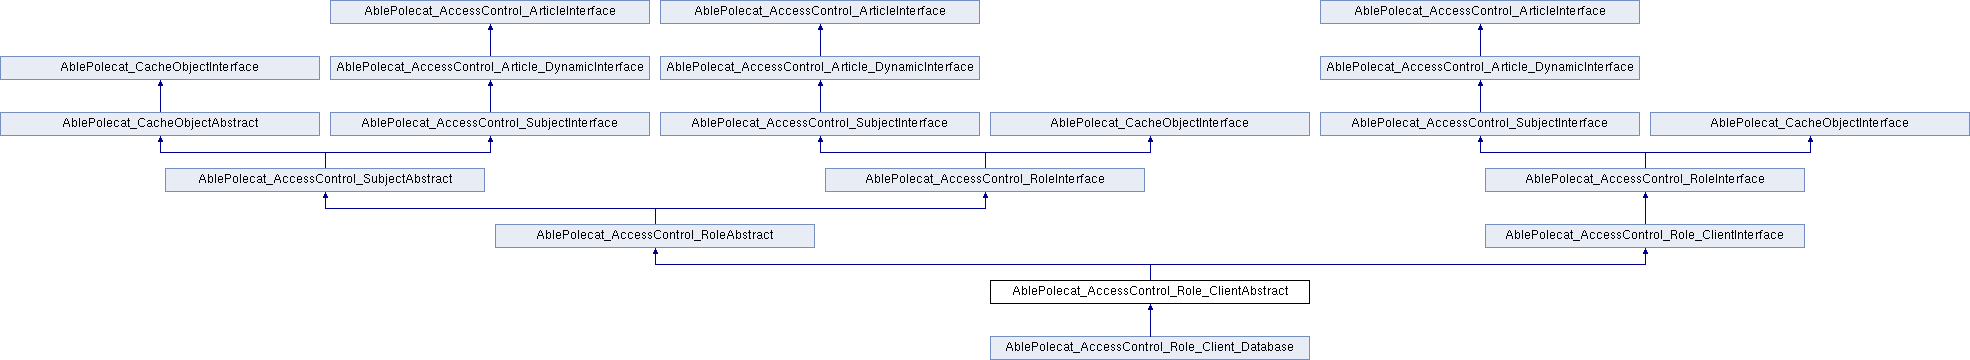 AblePolecat_AccessControl_ArticleInterface
AblePolecat_AccessControl_ArticleInterface
AblePolecat_AccessControl_ArticleInterface
AblePolecat_CacheObjectInterface
AblePolecat_AccessControl_Article_DynamicInterface
AblePolecat_AccessControl_Article_DynamicInterface
AblePolecat_AccessControl_Article_DynamicInterface
AblePolecat_CacheObjectAbstract
AblePolecat_AccessControl_SubjectInterface
AblePolecat_AccessControl_SubjectInterface
AblePolecat_CacheObjectInterface
AblePolecat_AccessControl_SubjectInterface
AblePolecat_CacheObjectInterface
AblePolecat_AccessControl_SubjectAbstract
AblePolecat_AccessControl_RoleInterface
AblePolecat_AccessControl_RoleInterface
AblePolecat_AccessControl_RoleAbstract
AblePolecat_AccessControl_Role_ClientInterface
AblePolecat_AccessControl_Role_ClientAbstract
AblePolecat_AccessControl_Role_Client_Database